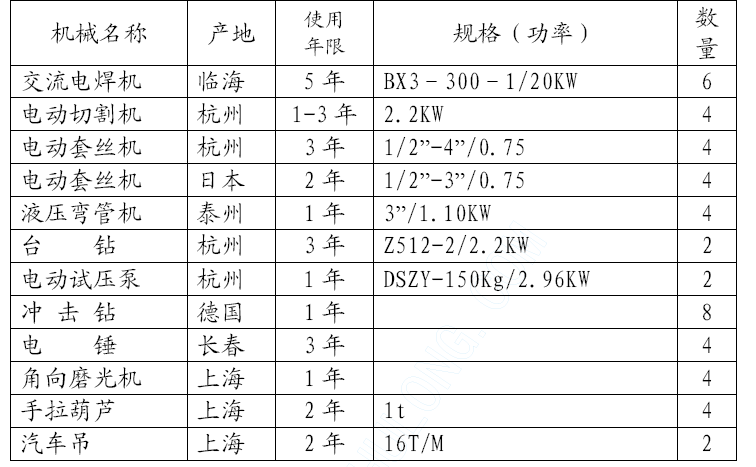 机械名称 产地 使用年限 规格（功率） 数量
交流电焊机 临海 5年 BX3－300－1/20KW 6
电动切割机 杭州 1-3年 2.2KW 4
电动套丝机 杭州 3年 1/2”-4”/0.75 4
电动套丝机 日本 2年 1/2”-3”/0.75 4
液压弯管机 泰州 1年 3”/1.10KW 4
台 钻 杭州 3年 Z512-2/2.2KW 2
电动试压泵 杭州 1年 DSZY-150Kg/2.96KW 2
冲击钻 德国 1年 8
电 锤 长春 3年 4
角向磨光机 上海 1年 4
手拉葫芦 上海 2年 1t 4
汽车吊 上海 2年 16T/M 2